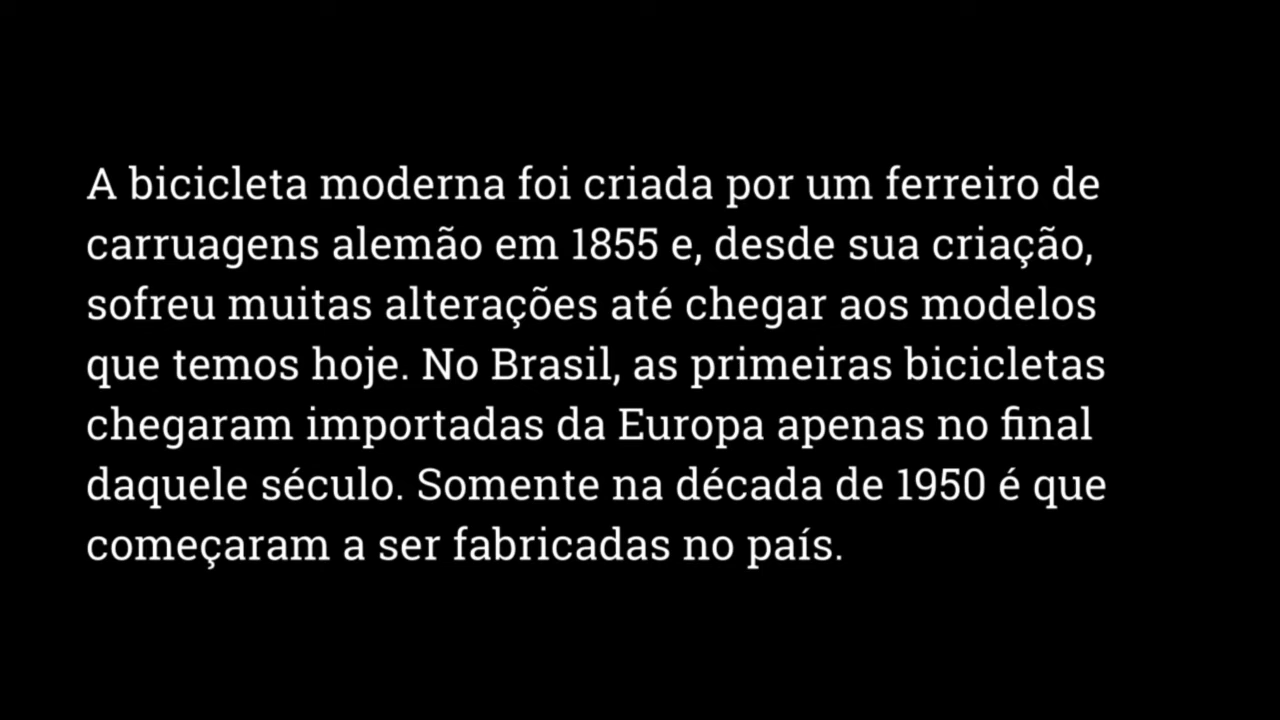 A bicicleta moderna foi criada por um ferreiro de
carruagens alemão em 1855 e, desde sua criação,
sofreu muitas alterações até chegar aos modelos
que temos hoje. No Brasil, as primeiras bicicletas
chegaram importadas da Europa apenas no final
daquele século. Somente na década de 1950 é que
começaram a ser fabricadas no país.